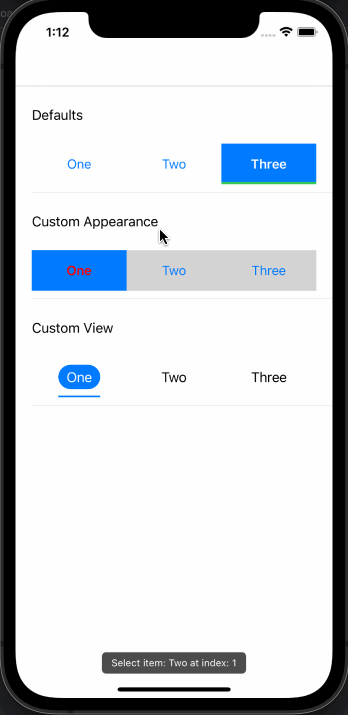 1:12
Defaults
One Two Three
Custom Appearance
One Two Three
Custom View
One Two Three
Select item: Two at index: 1